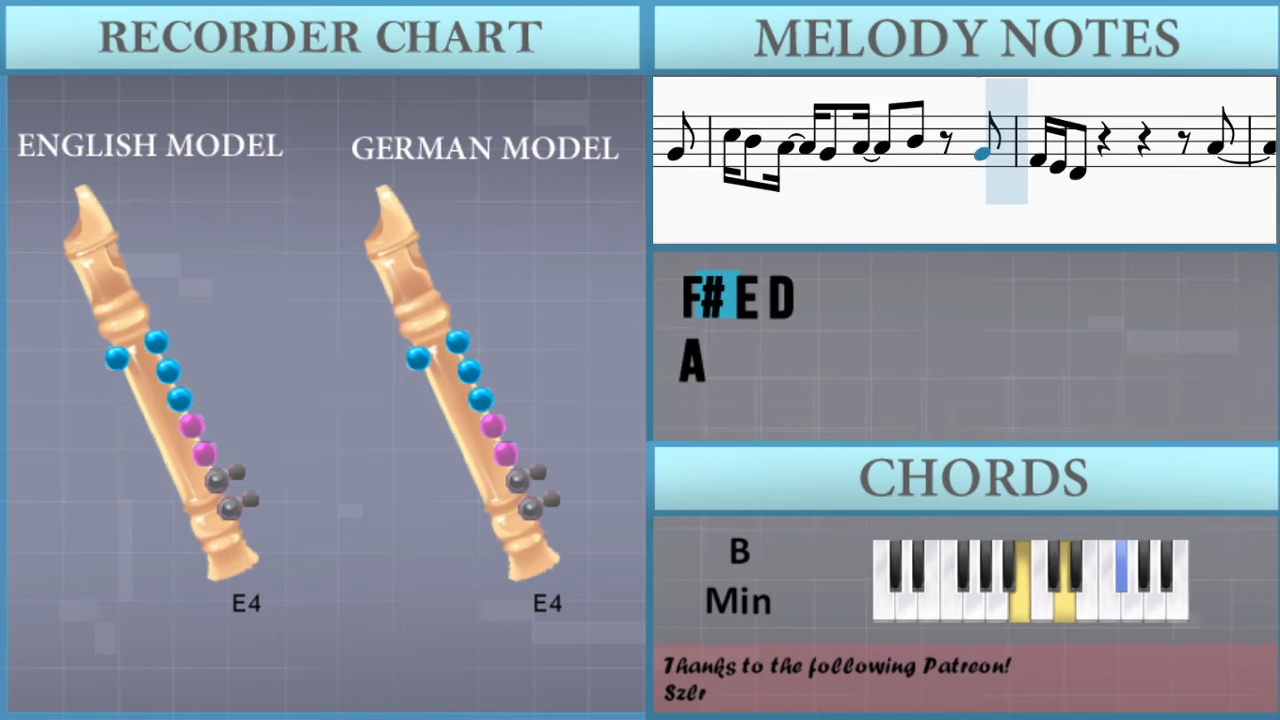 RECORDER CHART
MELODY NOTES
ENGLISH MODEL
GERMAN MODEL
F# E D
A
CHORDS
B
Min
E4
E4
Thanks to the following Patreon!
Szlr